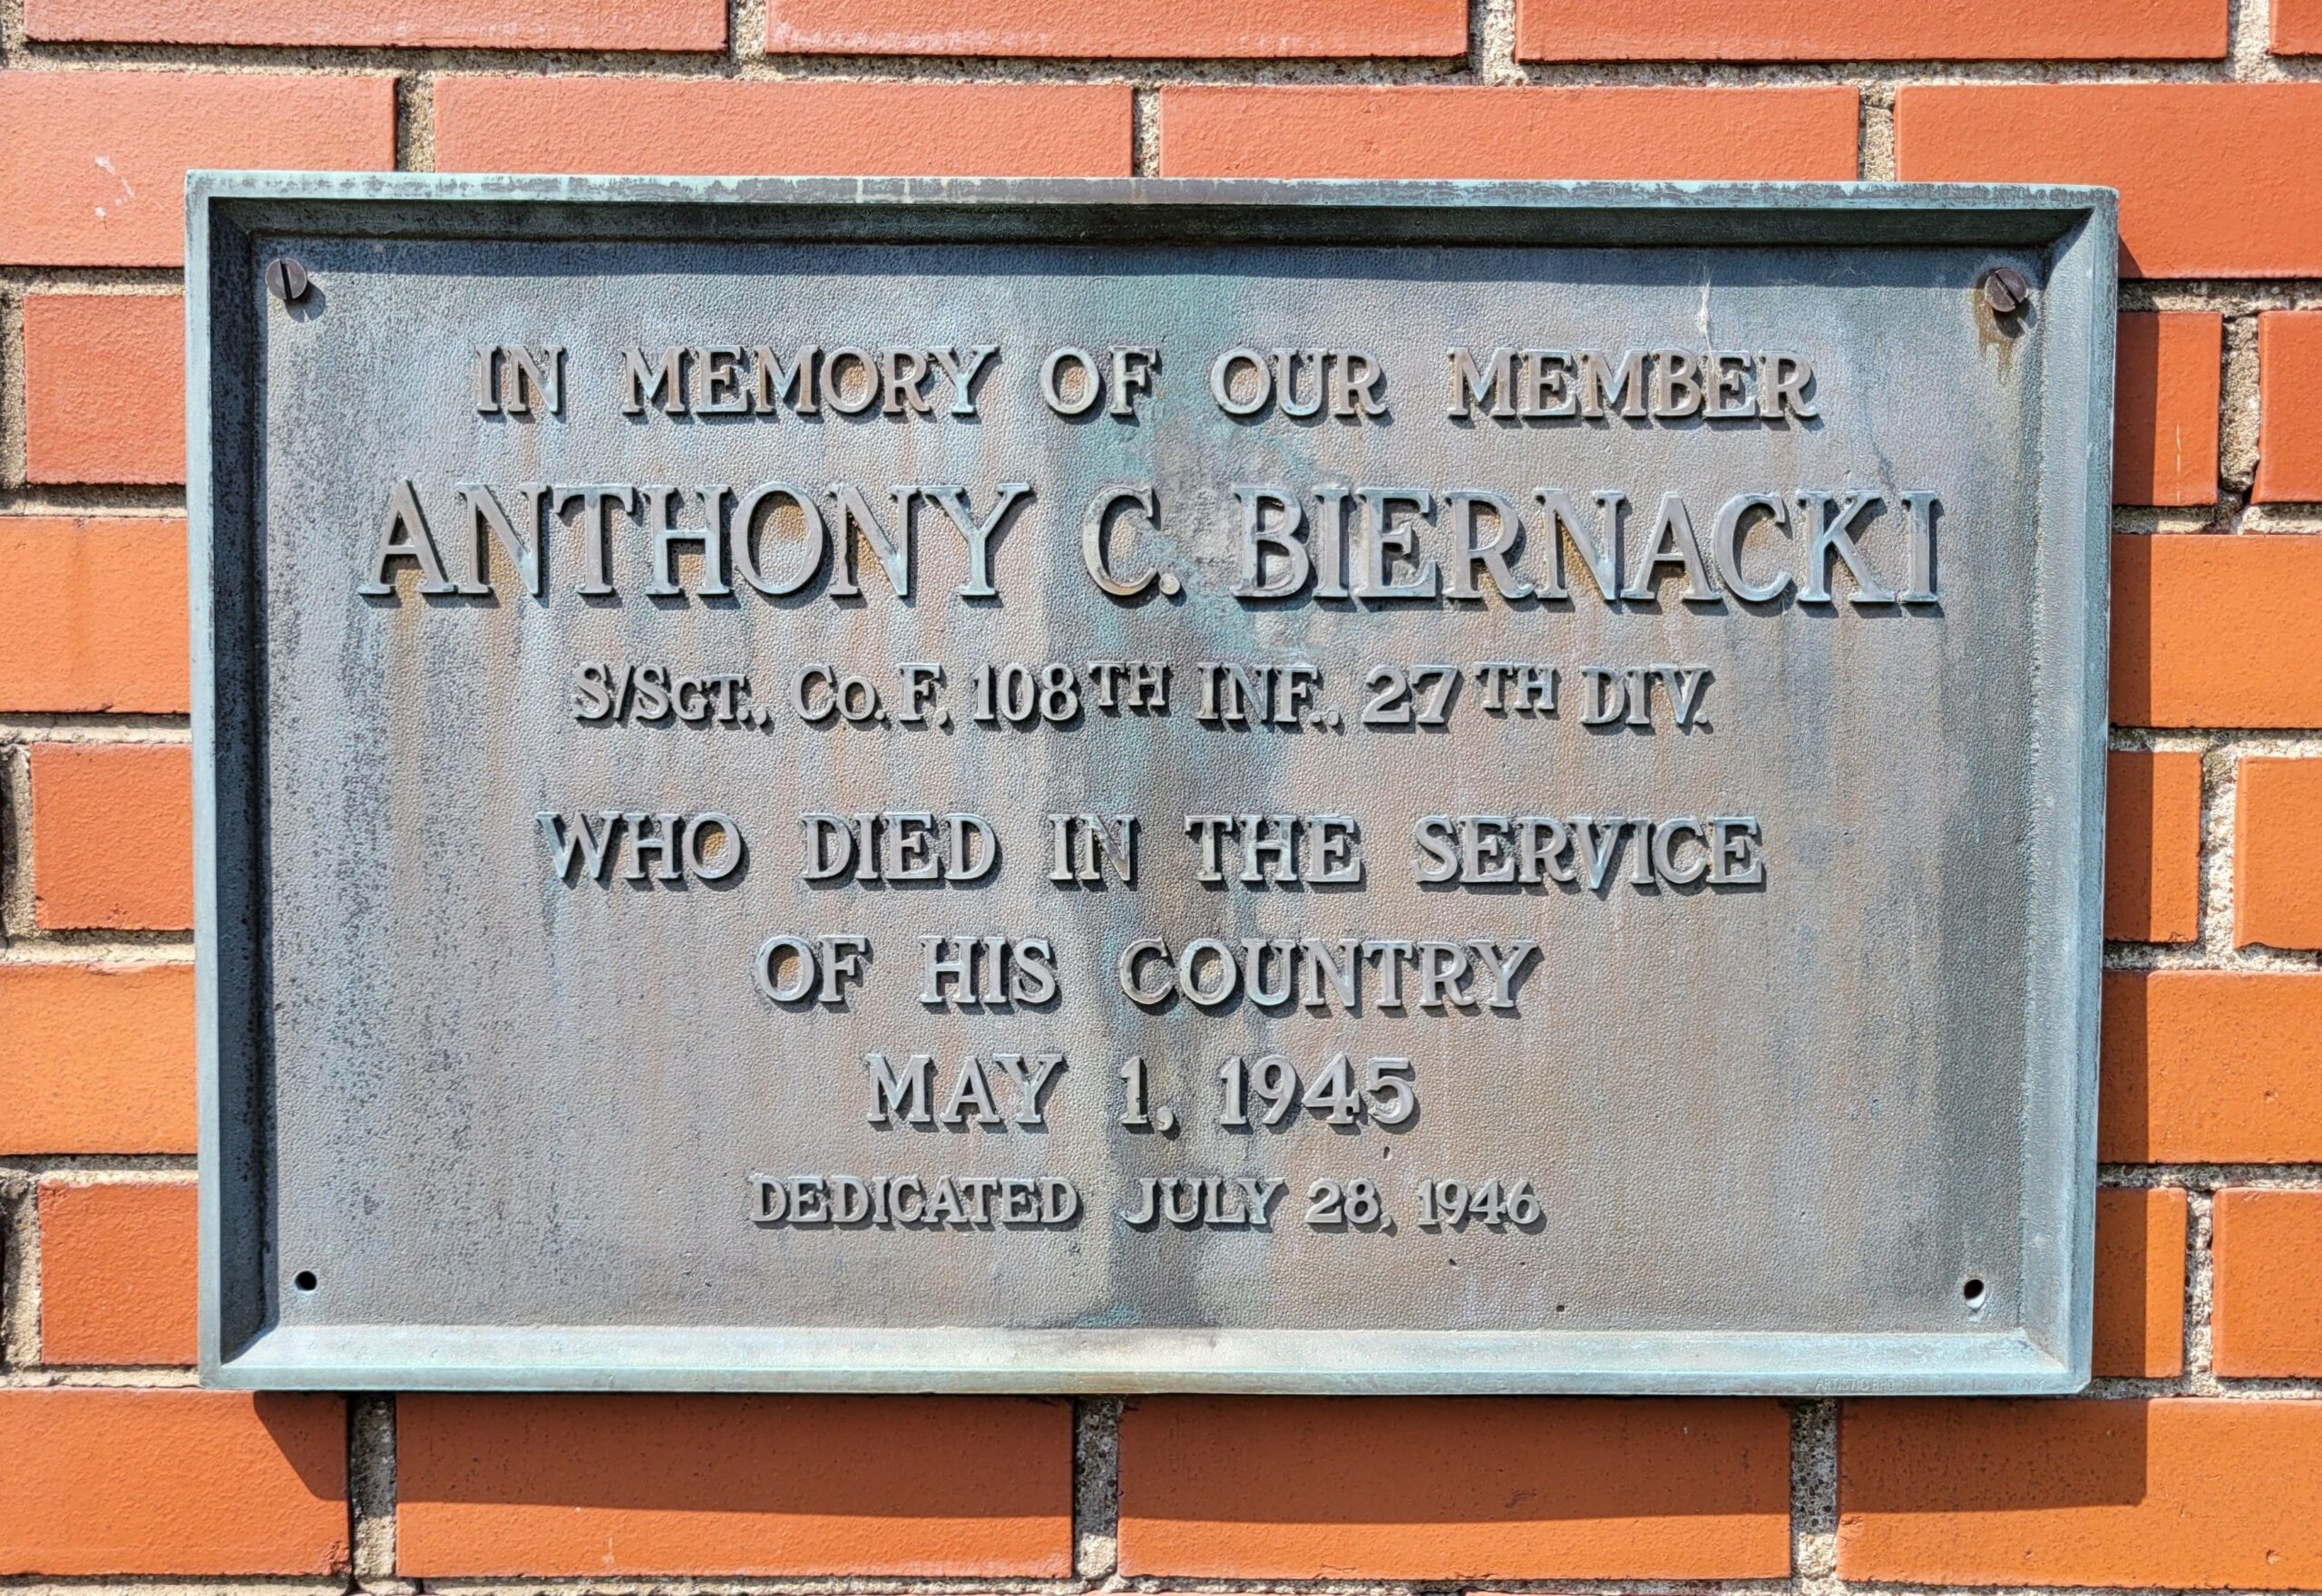 IN MEMORY OF OUR MEMBER
ANTHONY C. BIERNACKI
S/SGT., CO. F, 108TH INF., 27TH DIV.
WHO DIED IN THE SERVICE
OF HIS COUNTRY
MAY 1, 1945
DEDICATED JULY 28, 1946